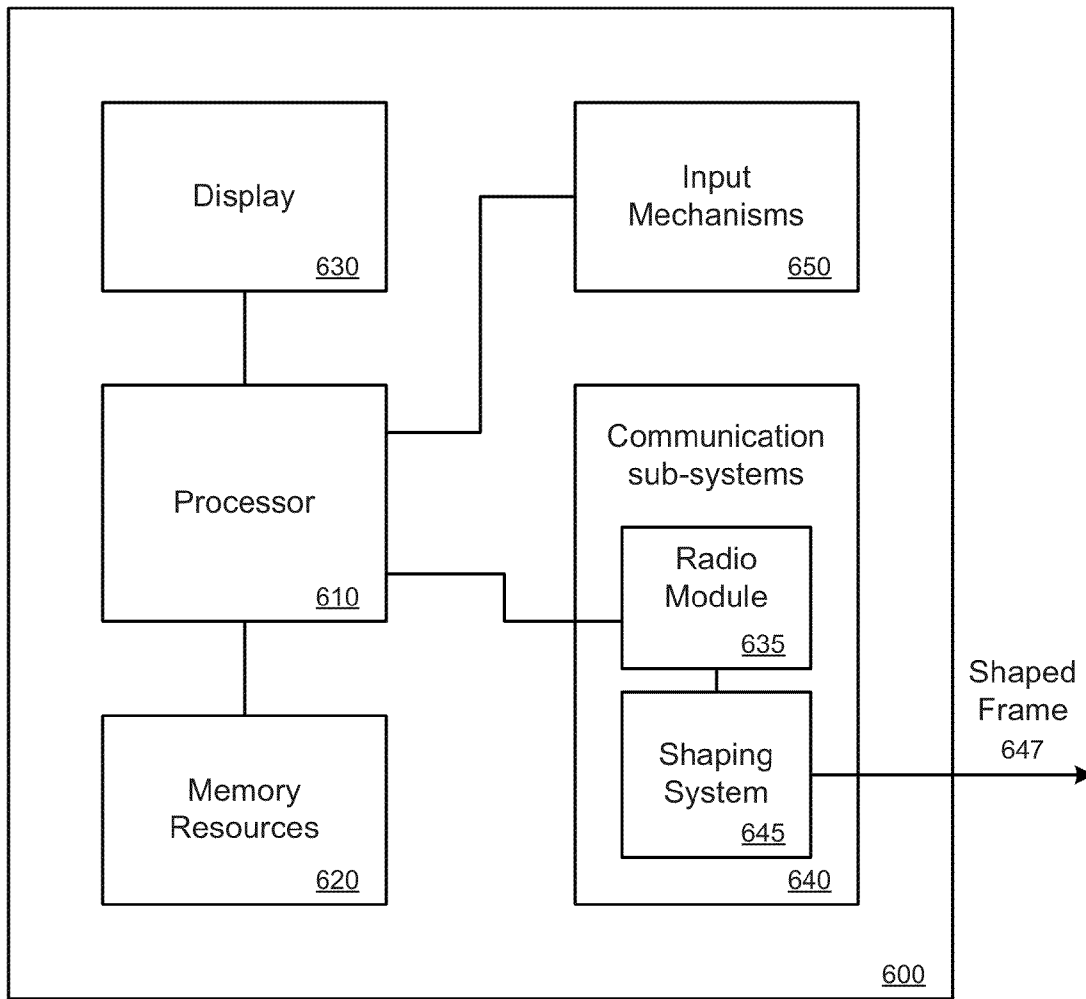 Display
630
Input
Mechanisms
650
Processor
610
Communication
sub-systems
Radio
Module
635
Shaping
System
645
640
Memory
Resources
620
Shaped
Frame
647
600